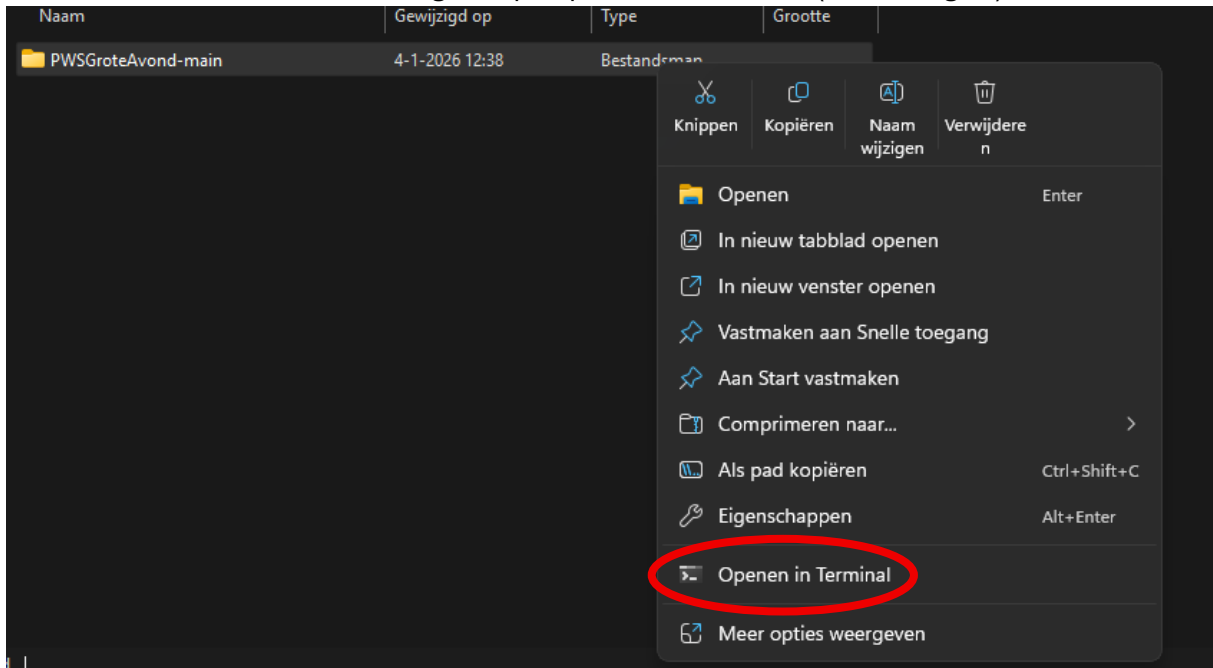 Naam Gewijzigd op Type Grootte
PWSGroteAvond-main 4-1-2026 12:38 Bestandsmap
Knippen Kopiëren Naam wijzigen Verwijderen
Openen Enter
In nieuw tabblad openen
In nieuw venster openen
Vastmaken aan Snelle toegang
Aan Start vastmaken
Comprimeren naar...
Als pad kopiëren Ctrl+Shift+C
Eigenschappen Alt+Enter
Openen in Terminal
Meer opties weergeven